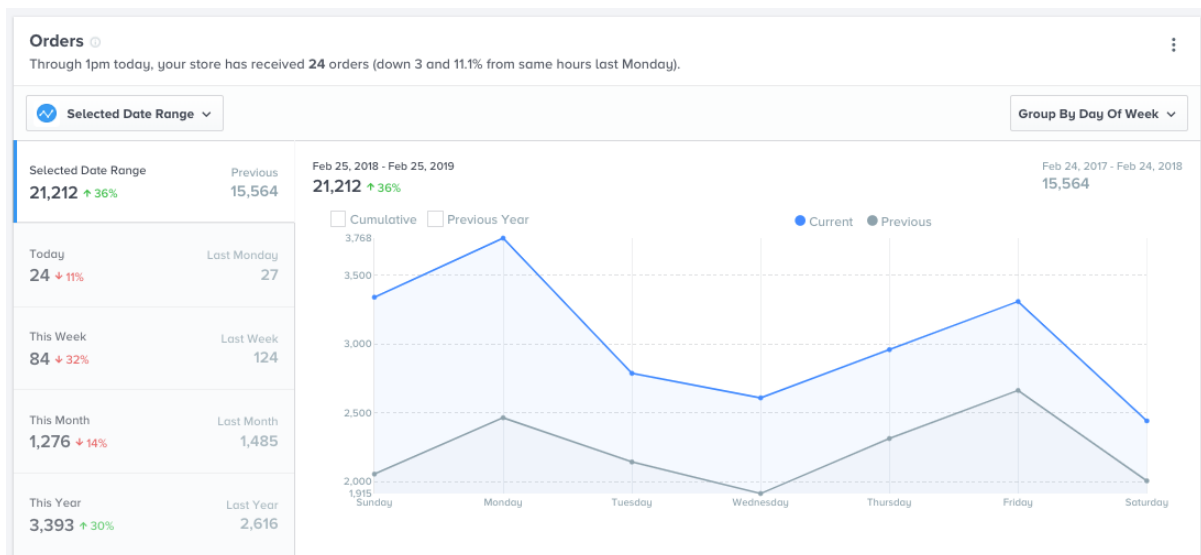 Orders
Through 1pm today, your store has received 24 orders (down 3 and 11.1% from same hours last Monday).
Selected Date Range
Group By Day Of Week
Selected Date Range Previous
21,212 ↑ 36% 15,564
Today Last Monday
24 ↓ 11% 27
This Week Last Week
84 ↓ 32% 124
This Month Last Month
1,276 ↓ 14% 1,485
This Year Last Year
3,393 ↑ 30% 2,616
Feb 25, 2018 - Feb 25, 2019 Feb 24, 2017 - Feb 24, 2018
21,212 ↑ 36% 15,564
Cumulative Previous Year Current Previous
3,768
3,500
3,000
2,500
2,000
1,915
Sunday Monday Tuesday Wednesday Thursday Friday Saturday